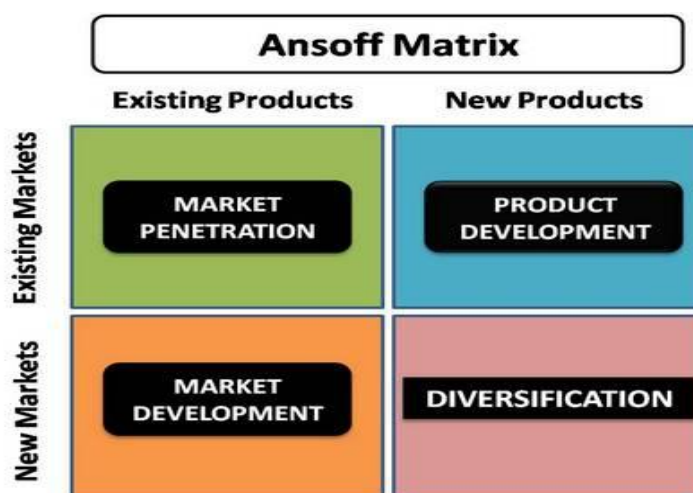 Ansoff Matrix
Existing Products
New Products
Existing Markets
MARKET
PENETRATION
PRODUCT
DEVELOPMENT
New Markets
MARKET
DEVELOPMENT
DIVERSIFICATION